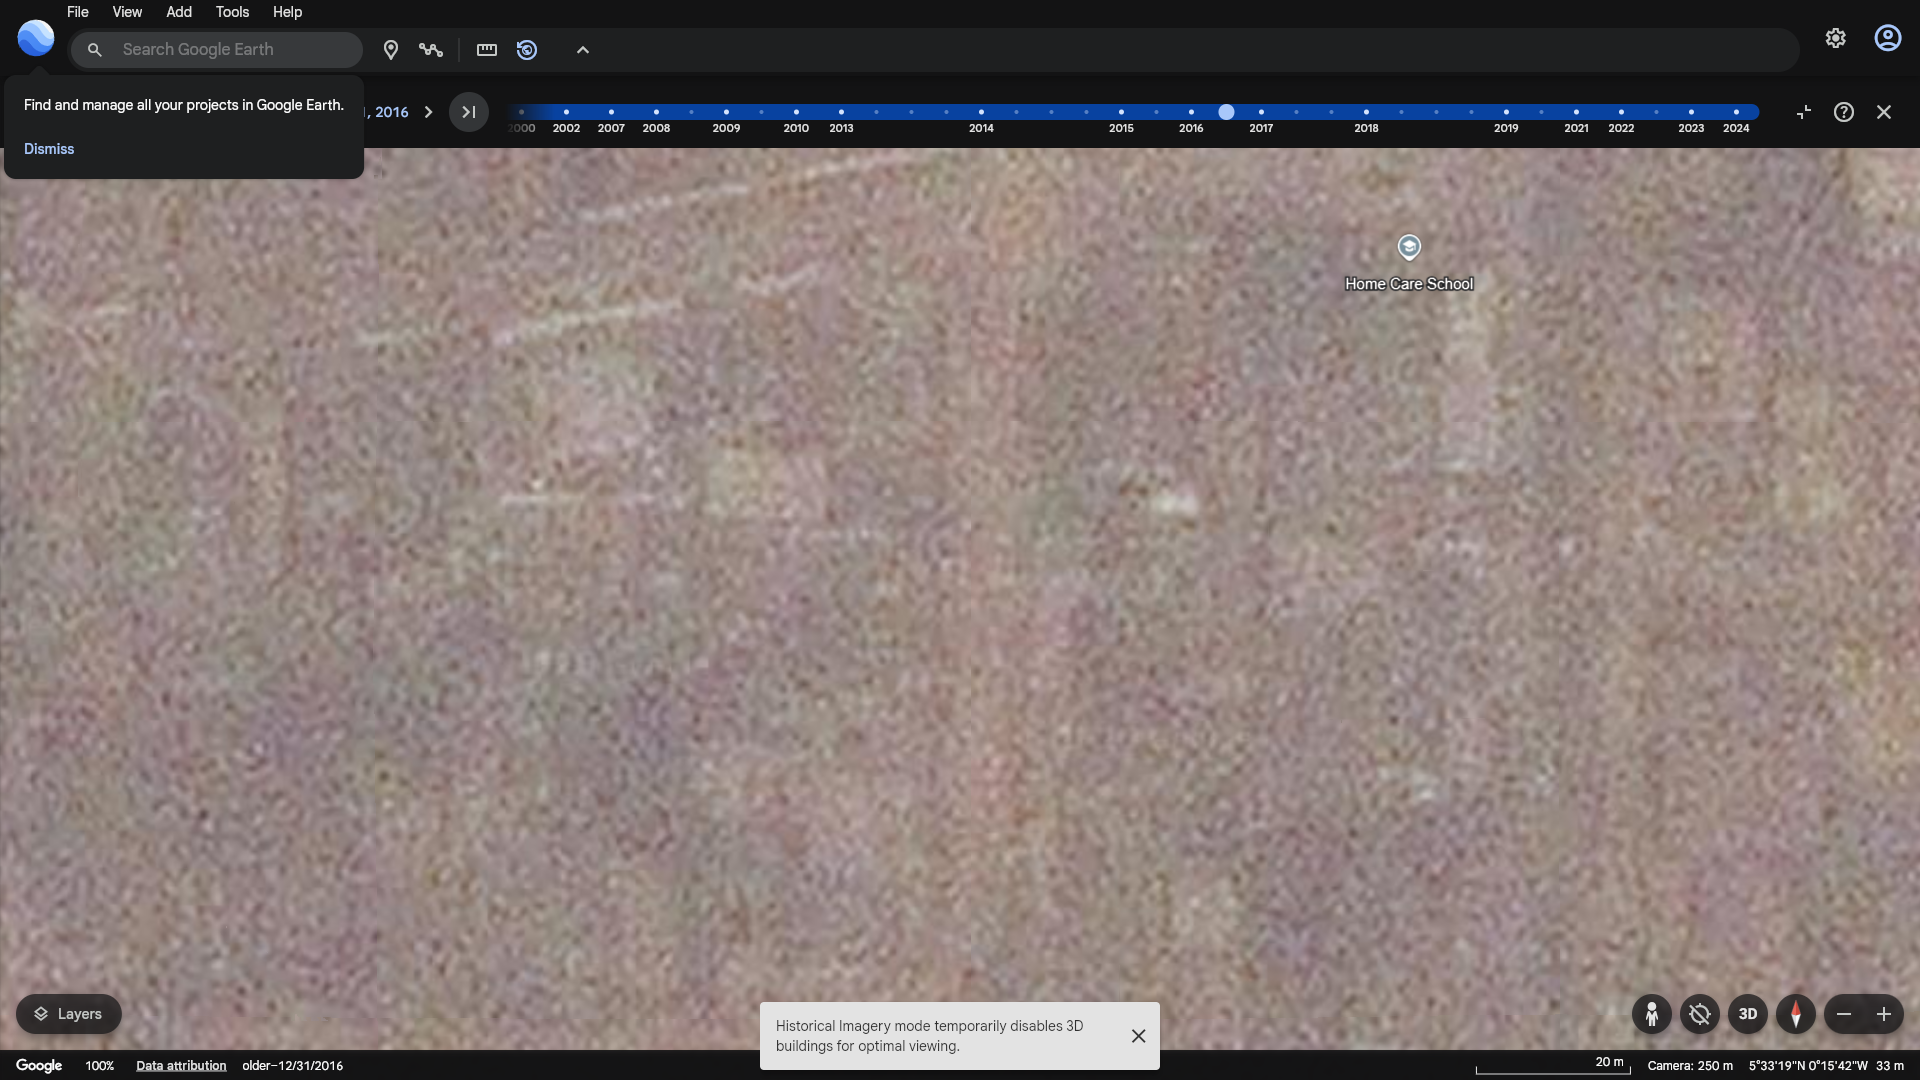 File View Add Tools Help
Search Google Earth
Find and manage all your projects in Google Earth.
Dismiss
, 2016
2000 2002 2007 2008 2009 2010 2013 2014 2015 2016 2017 2018 2019 2021 2022 2023 2024
Home Care School
Layers
Historical Imagery mode temporarily disables 3D
buildings for optimal viewing.
3D
Google 100% Data attribution older–12/31/2016
20 m Camera: 250 m 5°33'19"N 0°15'42"W 33 m